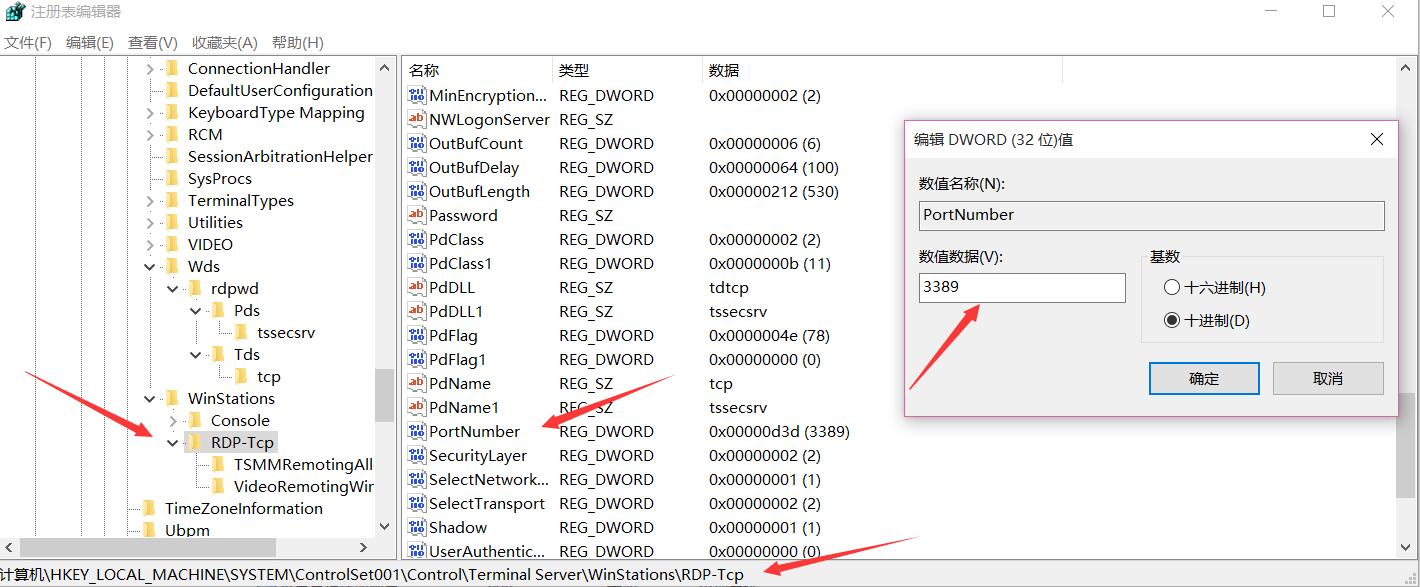 注册表编辑器
文件(F) 编辑(E) 查看(V) 收藏夹(A) 帮助(H)
ConnectionHandler
DefaultUserConfiguration
KeyboardType Mapping
RCM
SessionArbitrationHelper
SysProcs
TerminalTypes
Utilities
VIDEO
Wds
rdpwd
Pds
tssecsrv
Tds
tcp
WinStations
Console
RDP-Tcp
TSMMRemotingAll
VideoRemotingWin
TimeZoneInformation
Ubpm
名称 类型 数据
MinEncryption... REG_DWORD 0x00000002 (2)
NWLogonServer REG_SZ
OutBufCount REG_DWORD 0x00000006 (6)
OutBufDelay REG_DWORD 0x00000064 (100)
OutBufLength REG_DWORD 0x00000212 (530)
Password REG_SZ
PdClass REG_DWORD 0x00000002 (2)
PdClass1 REG_DWORD 0x0000000b (11)
PdDLL REG_SZ tdtcp
PdDLL1 REG_SZ tssecsrv
PdFlag REG_DWORD 0x0000004e (78)
PdFlag1 REG_DWORD 0x00000000 (0)
PdName REG_SZ tcp
PdName1 REG_SZ tssecsrv
PortNumber REG_DWORD 0x00000d3d (3389)
SecurityLayer REG_DWORD 0x00000002 (2)
SelectNetwork... REG_DWORD 0x00000001 (1)
SelectTransport REG_DWORD 0x00000002 (2)
Shadow REG_DWORD 0x00000001 (1)
UserAuthentic... REG_DWORD 0x00000000 (0)
编辑 DWORD (32 位)值
数值名称(N):
PortNumber
数值数据(V):
3389
基数
十六进制(H)
十进制(D)
确定 取消
计算机\HKEY_LOCAL_MACHINE\SYSTEM\ControlSet001\Control\Terminal Server\WinStations\RDP-Tcp